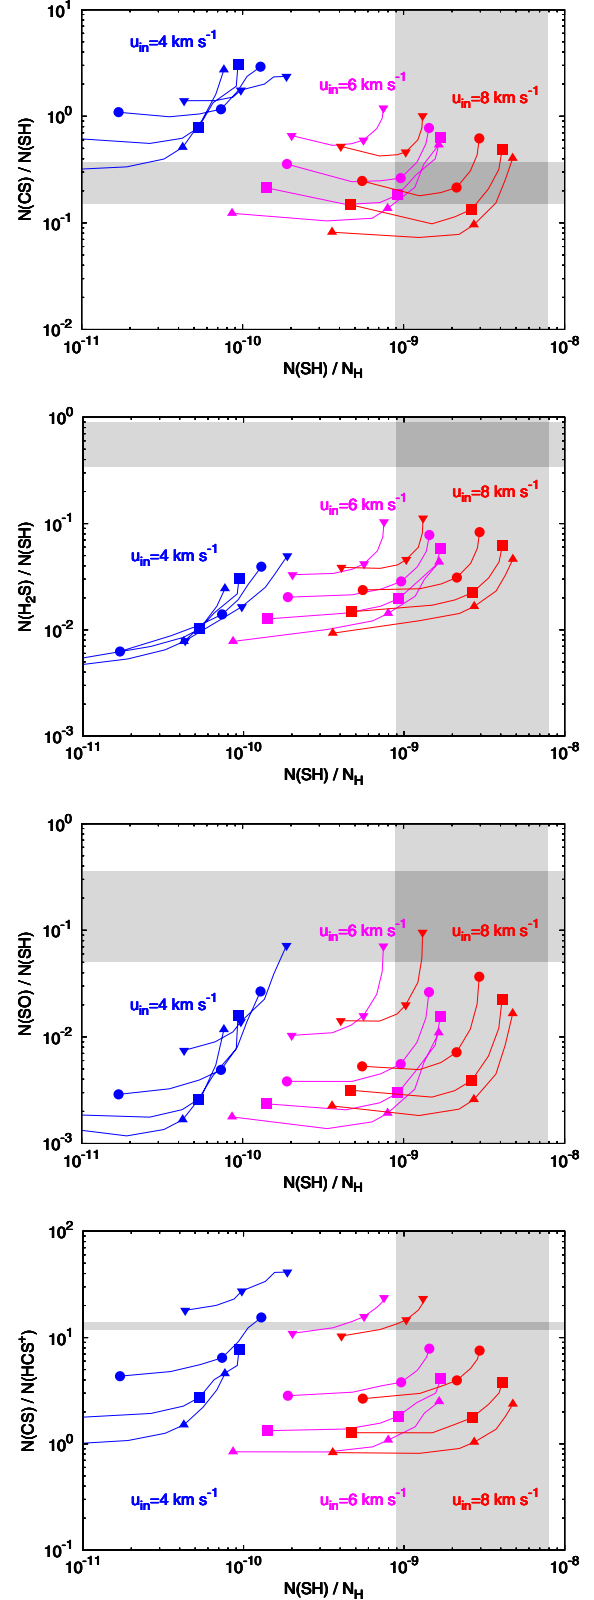 10¹
u_in=4 km s⁻¹
u_in=6 km s⁻¹
u_in=8 km s⁻¹
10⁰
N(CS) / N(SH)
10⁻¹
10⁻²
10⁻¹¹ 10⁻¹⁰ 10⁻⁹ 10⁻⁸
N(SH) / N_H
10⁰
u_in=8 km s⁻¹
u_in=6 km s⁻¹
10⁻¹
u_in=4 km s⁻¹
N(H₂S) / N(SH)
10⁻²
10⁻³
10⁻¹¹ 10⁻¹⁰ 10⁻⁹ 10⁻⁸
N(SH) / N_H
10⁰
10⁻¹
u_in=6 km s⁻¹ u_in=8 km s⁻¹
u_in=4 km s⁻¹
N(SO) / N(SH)
10⁻²
10⁻³
10⁻¹¹ 10⁻¹⁰ 10⁻⁹ 10⁻⁸
N(SH) / N_H
10²
10¹
N(CS) / N(HCS⁺)
10⁰
u_in=4 km s⁻¹ u_in=6 km s⁻¹ u_in=8 km s⁻¹
10⁻¹
10⁻¹¹ 10⁻¹⁰ 10⁻⁹ 10⁻⁸
N(SH) / N_H